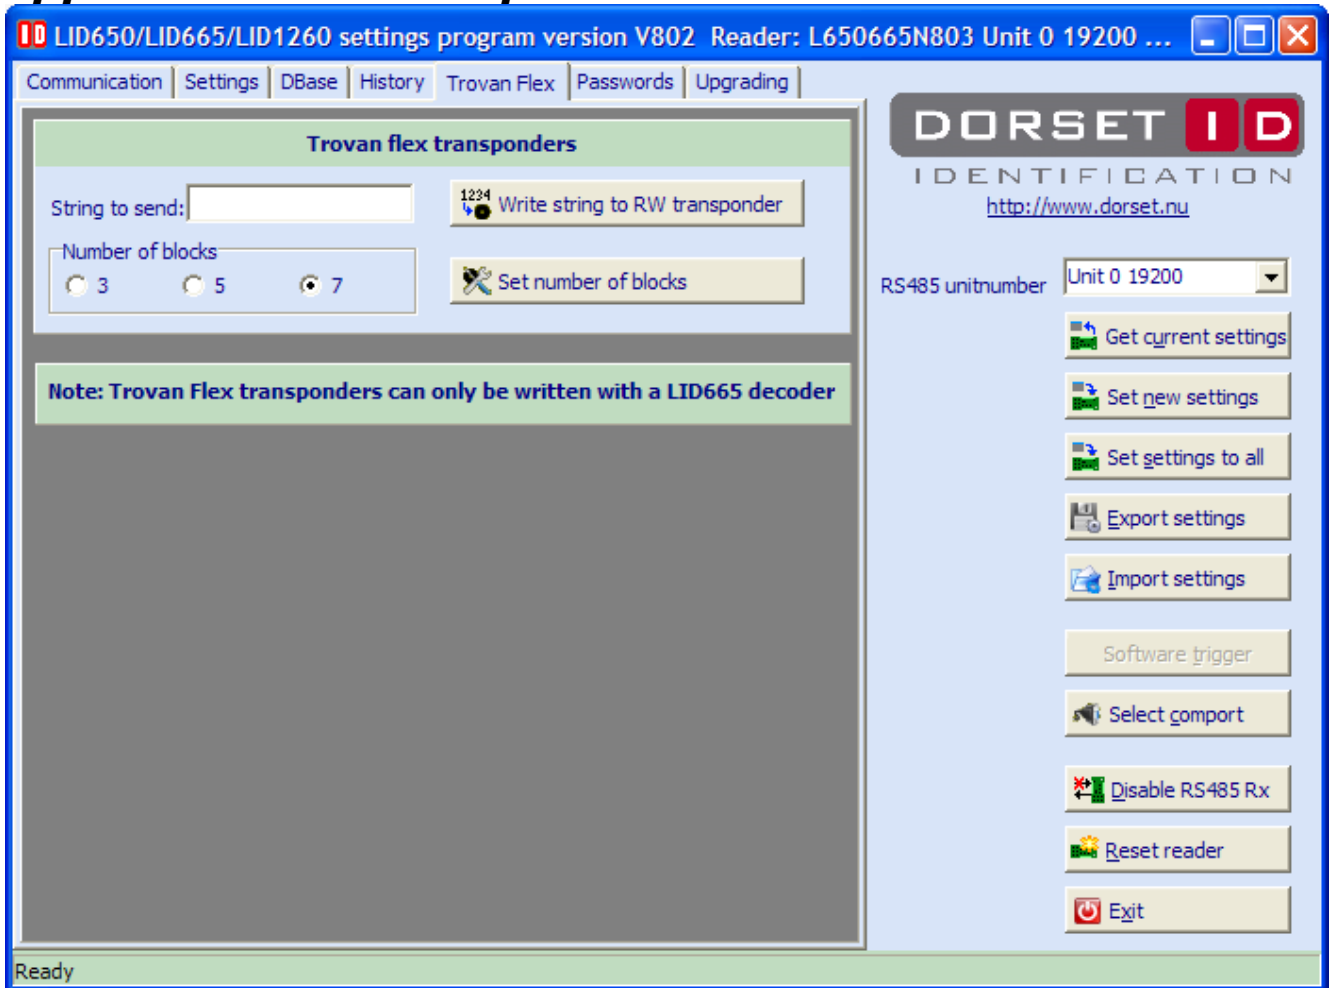 LID650/LID665/LID1260 settings program version V802 Reader: L650665N803 Unit 0 19200 ...
Communication Settings DBase History Trovan Flex Passwords Upgrading
DORSET ID
IDENTIFICATION
http://www.dorset.nu
Trovan flex transponders
String to send:
1234 Write string to RW transponder
Number of blocks
3 5 7
Set number of blocks
Note: Trovan Flex transponders can only be written with a LID665 decoder
RS485 unitnumber Unit 0 19200
Get current settings
Set new settings
Set settings to all
Export settings
Import settings
Software trigger
Select comport
Disable RS485 Rx
Reset reader
Exit
Ready